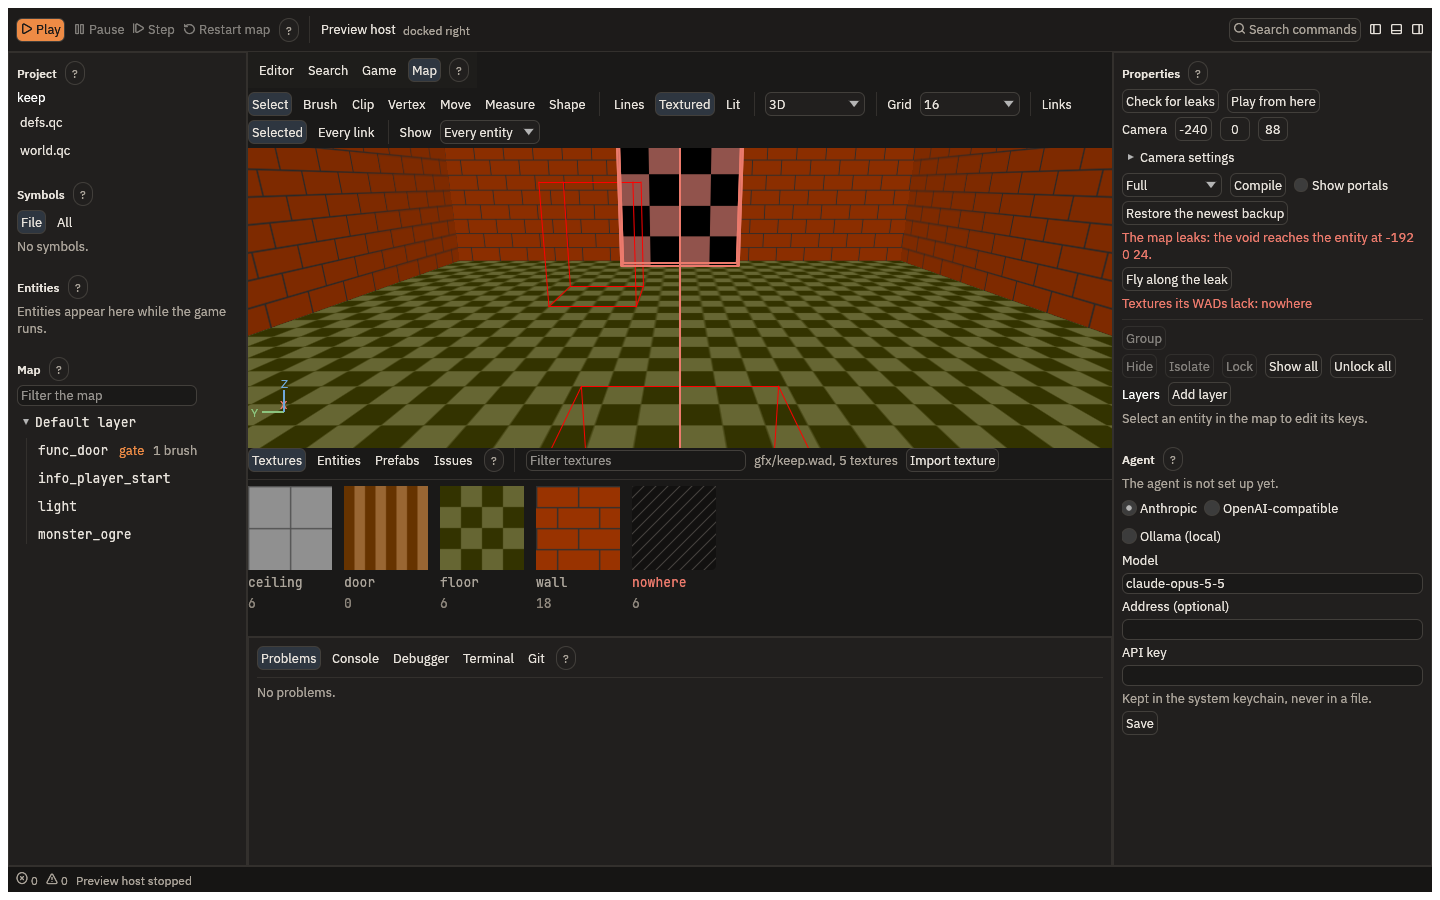 Play Pause Step Restart map ? Preview host docked right Search commands
Project ?
keep
defs.qc
world.qc
Symbols ?
File All
No symbols.
Entities ?
Entities appear here while the game
runs.
Map ?
Filter the map
Default layer
func_door gate 1 brush
info_player_start
light
monster_ogre
Editor Search Game Map ?
Select Brush Clip Vertex Move Measure Shape Lines Textured Lit 3D Grid 16 Links
Selected Every link Show Every entity
Z
Y X
Textures Entities Prefabs Issues ? Filter textures gfx/keep.wad, 5 textures Import texture
ceiling door floor wall nowhere
6 0 6 18 6
Problems Console Debugger Terminal Git ?
No problems.
Properties ?
Check for leaks Play from here
Camera -240 0 88
Camera settings
Full Compile Show portals
Restore the newest backup
The map leaks: the void reaches the entity at -192
0 24.
Fly along the leak
Textures its WADs lack: nowhere
Group
Hide Isolate Lock Show all Unlock all
Layers Add layer
Select an entity in the map to edit its keys.
Agent ?
The agent is not set up yet.
Anthropic OpenAI-compatible
Ollama (local)
Model
claude-opus-5-5
Address (optional)
API key
Kept in the system keychain, never in a file.
Save
0 0 Preview host stopped